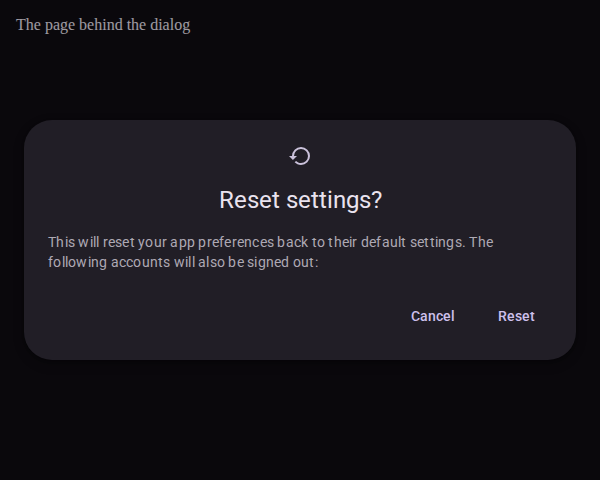 The page behind the dialog
Reset settings?
This will reset your app preferences back to their default settings. The
following accounts will also be signed out:
Cancel
Reset